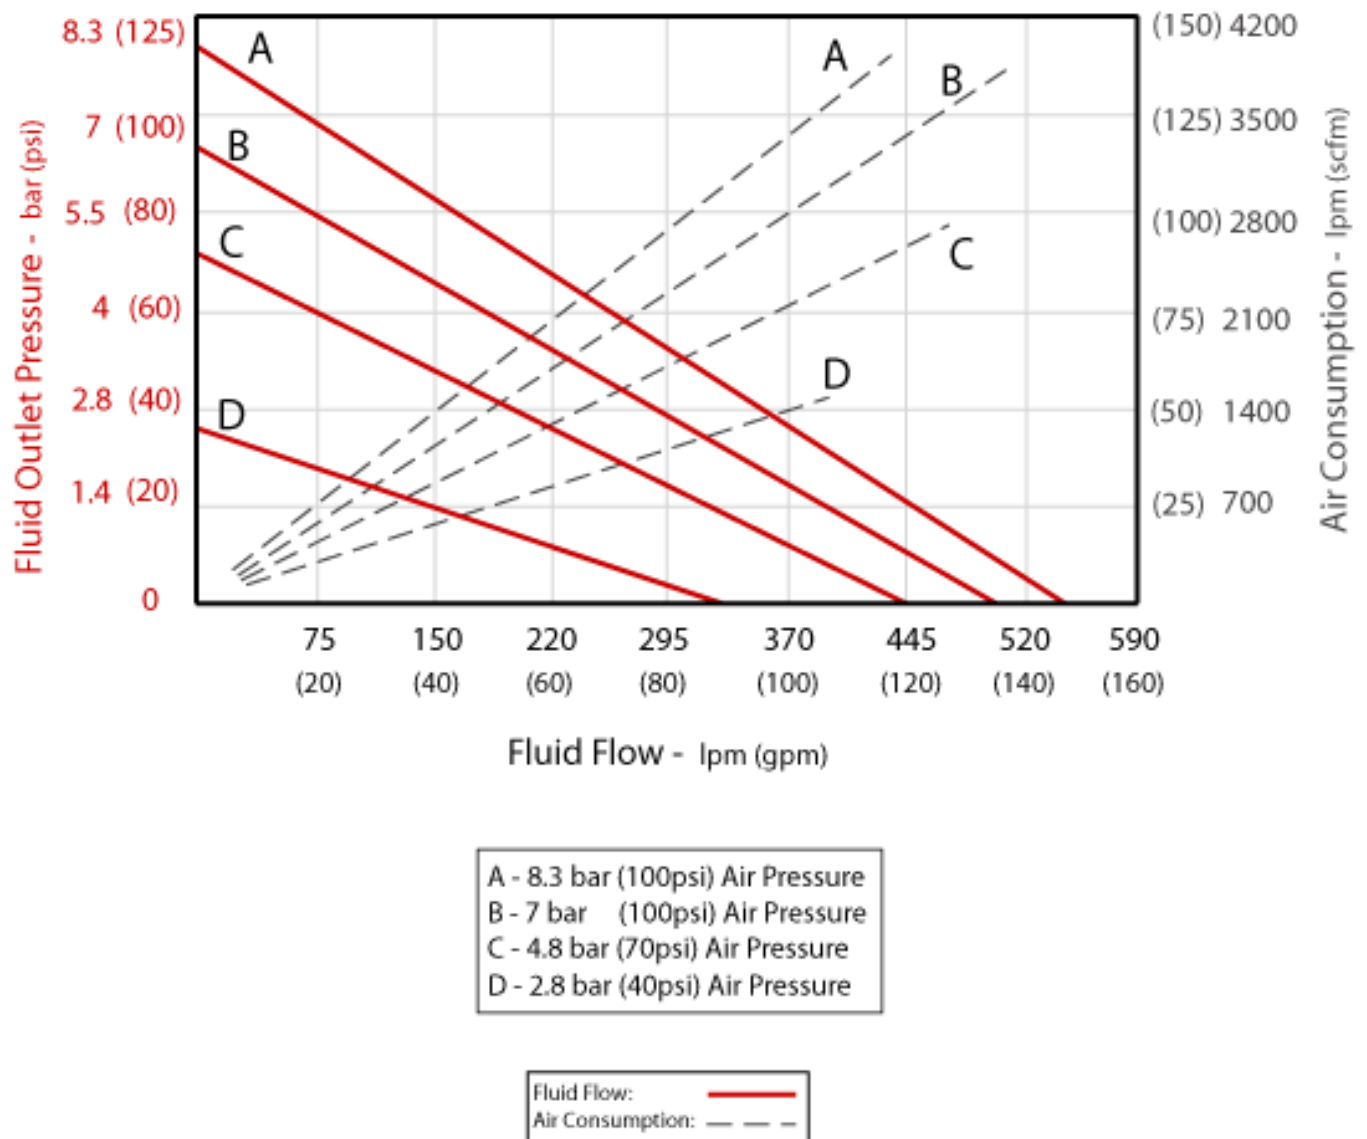 8.3 (125)
7 (100)
5.5 (80)
4 (60)
2.8 (40)
1.4 (20)
0
Fluid Outlet Pressure - bar (psi)
A
B
C
D
A
B
C
D
(150) 4200
(125) 3500
(100) 2800
(75) 2100
(50) 1400
(25) 700
Air Consumption - lpm (scfm)
75 150 220 295 370 445 520 590
(20) (40) (60) (80) (100) (120) (140) (160)
Fluid Flow - lpm (gpm)
A - 8.3 bar (100psi) Air Pressure
B - 7 bar (100psi) Air Pressure
C - 4.8 bar (70psi) Air Pressure
D - 2.8 bar (40psi) Air Pressure
Fluid Flow:
Air Consumption: